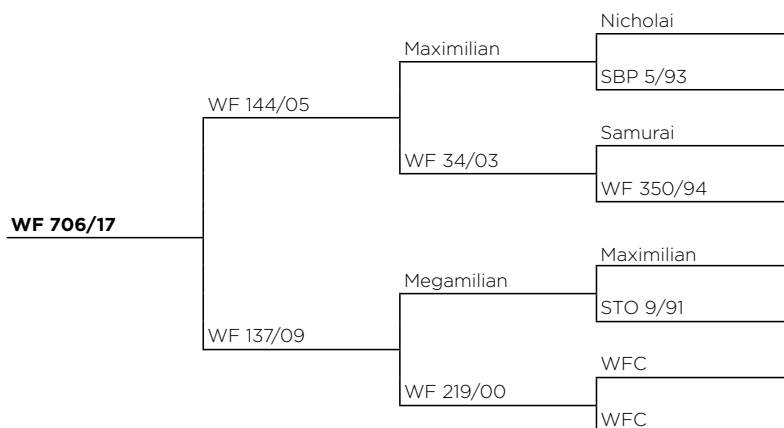 Nicholai
Maximilian
SBP 5/93
WF 144/05
Samurai
WF 34/03
WF 350/94
WF 706/17
Maximilian
Megamilian
STO 9/91
WF 137/09
WFC
WF 219/00
WFC